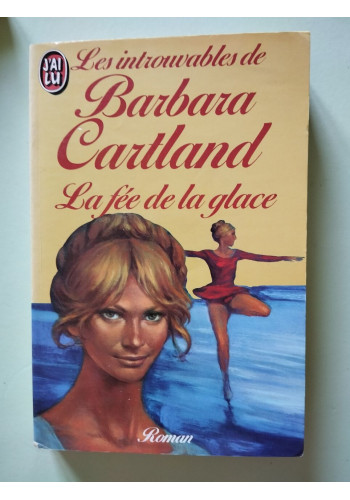 J'AI
LU
Les introuvables de
Barbara
Cartland
La fée de la glace
Roman